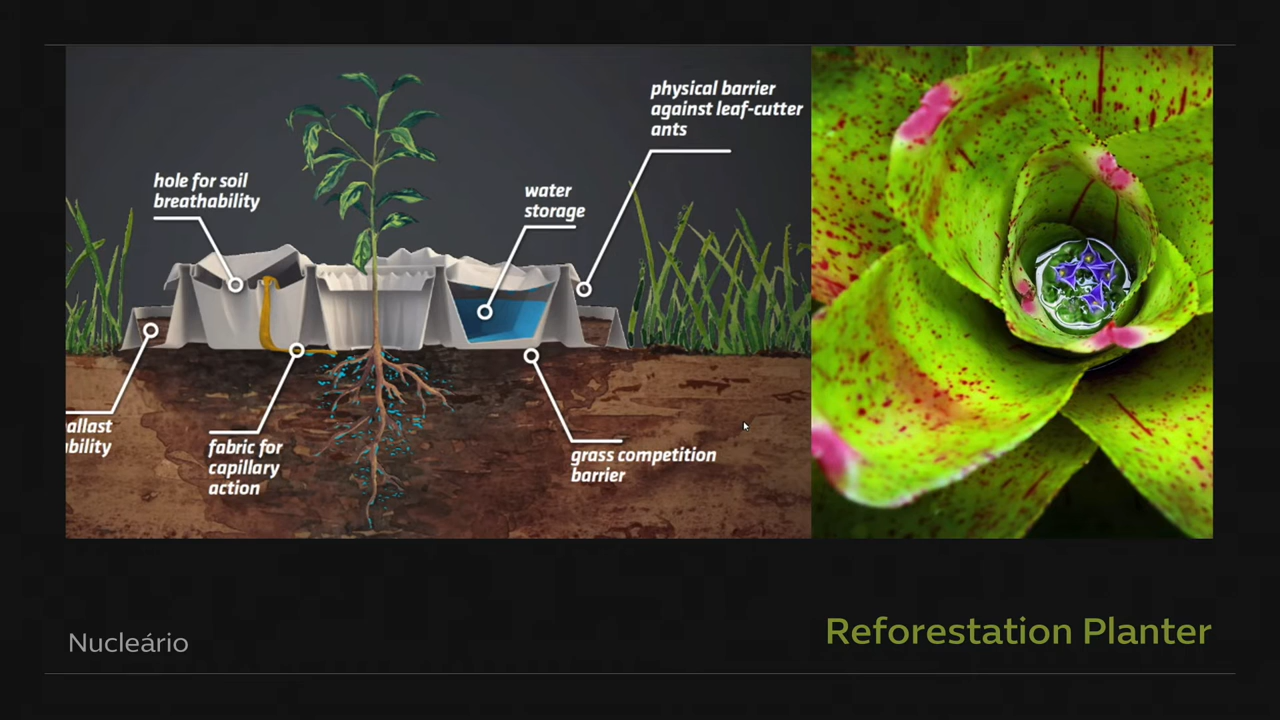 physical barrier
against leaf-cutter
ants
hole for soil
breathability
water
storage
allast
bility
fabric for
capillary
action
grass competition
barrier
Nucleário
Reforestation Planter